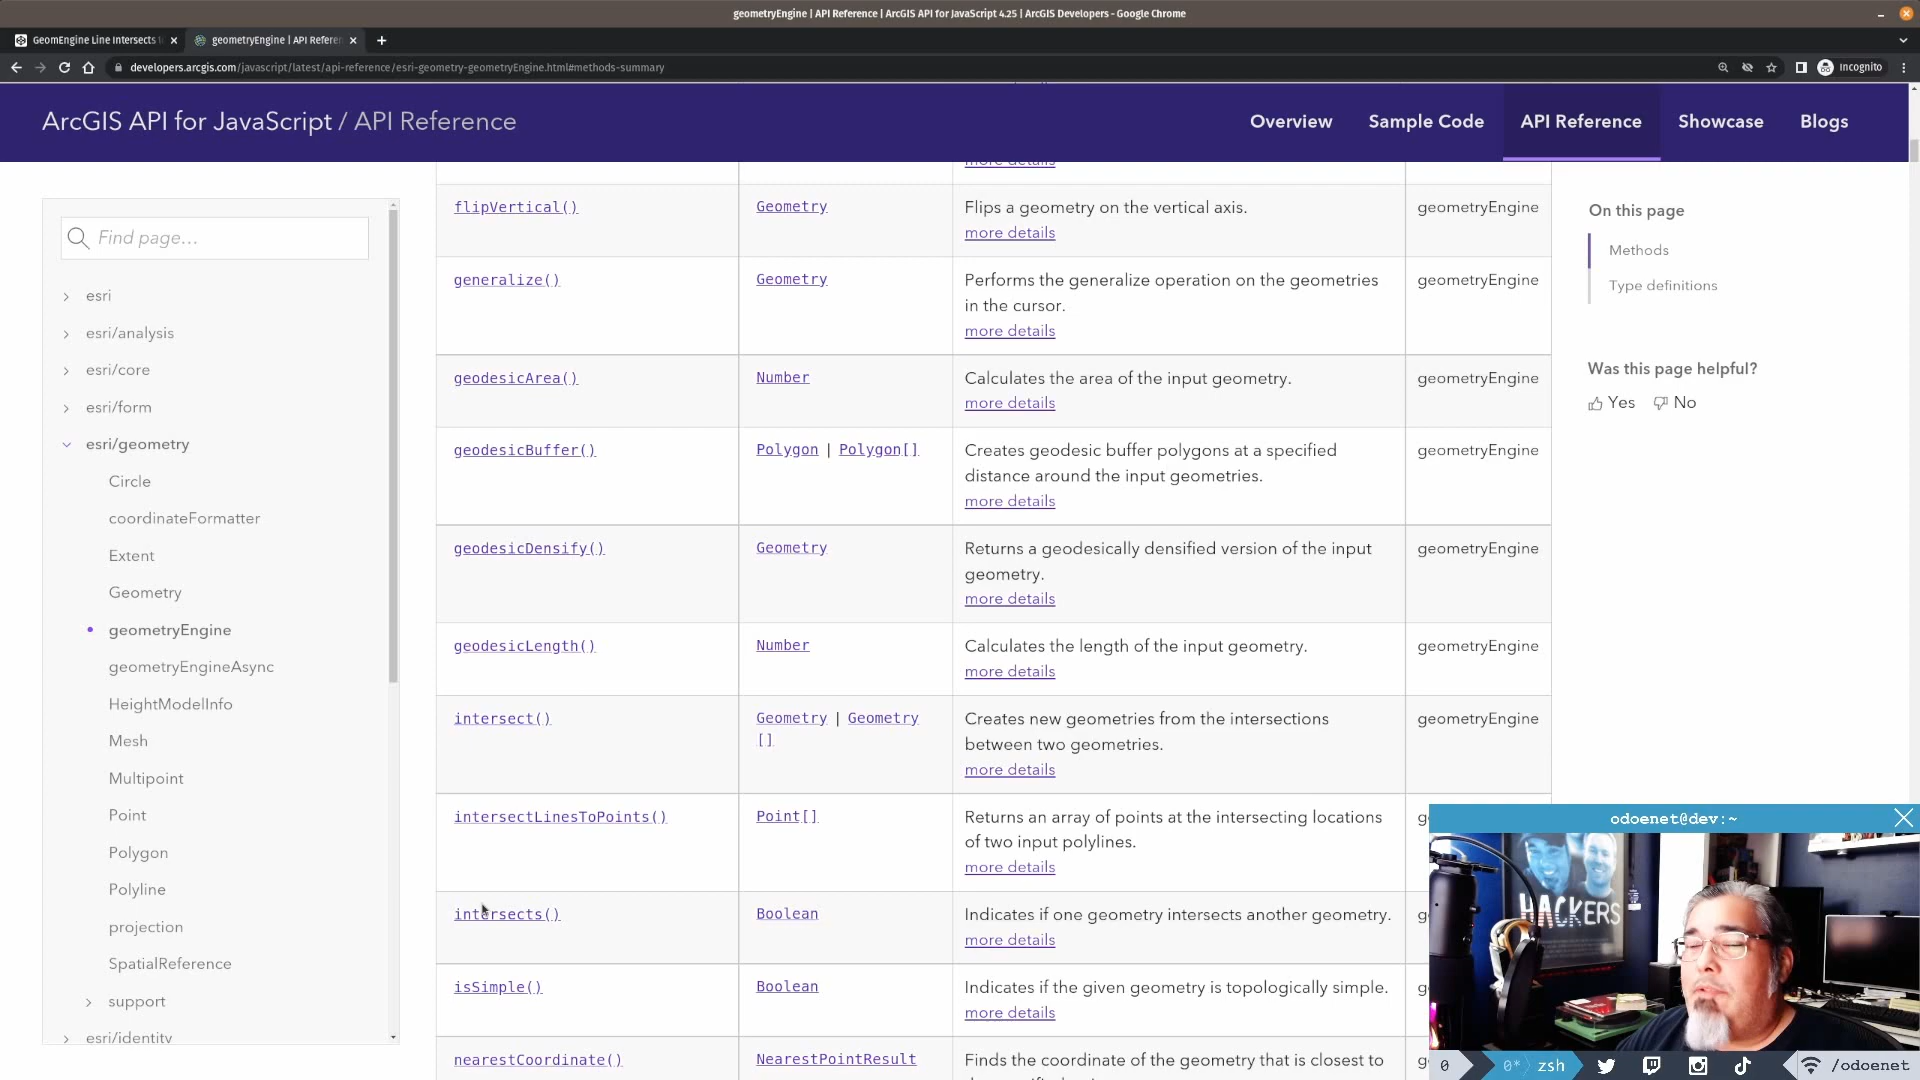 geometryEngine | API Reference | ArcGIS API for JavaScript 4.25 | ArcGIS Developers - Google Chrome
GeomEngine Line Intersects
geometryEngine | API Referen
developers.arcgis.com/javascript/latest/api-reference/esri-geometry-geometryEngine.html#methods-summary
Incognito
ArcGIS API for JavaScript / API Reference
Overview
Sample Code
API Reference
Showcase
Blogs
Find page...
esri
esri/analysis
esri/core
esri/form
esri/geometry
Circle
coordinateFormatter
Extent
Geometry
geometryEngine
geometryEngineAsync
HeightModelInfo
Mesh
Multipoint
Point
Polygon
Polyline
projection
SpatialReference
support
esri/identity
more details
flipVertical() Geometry Flips a geometry on the vertical axis. geometryEngine
more details
generalize() Geometry Performs the generalize operation on the geometries geometryEngine
in the cursor.
more details
geodesicArea() Number Calculates the area of the input geometry. geometryEngine
more details
geodesicBuffer() Polygon | Polygon[] Creates geodesic buffer polygons at a specified geometryEngine
distance around the input geometries.
more details
geodesicDensify() Geometry Returns a geodesically densified version of the input geometryEngine
geometry.
more details
geodesicLength() Number Calculates the length of the input geometry. geometryEngine
more details
intersect() Geometry | Geometry Creates new geometries from the intersections geometryEngine
[] between two geometries.
more details
intersectLinesToPoints() Point[] Returns an array of points at the intersecting locations g
of two input polylines.
more details
intersects() Boolean Indicates if one geometry intersects another geometry. g
more details
isSimple() Boolean Indicates if the given geometry is topologically simple. g
more details
nearestCoordinate() NearestPointResult Finds the coordinate of the geometry that is closest to g
On this page
Methods
Type definitions
Was this page helpful?
Yes No
odoenet@dev:~
HACKERS
0 0* zsh /odoenet